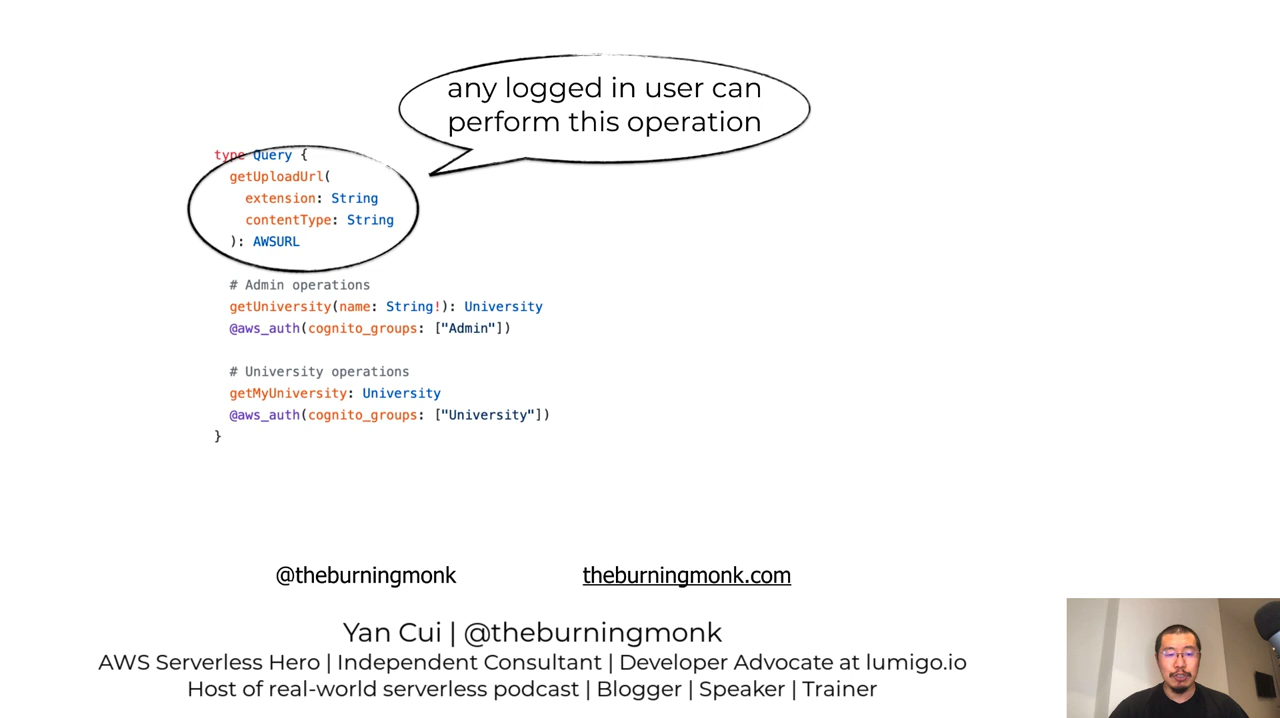 any logged in user can
perform this operation
type Query {
getUploadUrl(
extension: String
contentType: String
): AWSURL
# Admin operations
getUniversity(name: String!): University
@aws_auth(cognito_groups: ["Admin"])
# University operations
getMyUniversity: University
@aws_auth(cognito_groups: ["University"])
}
@theburningmonk
theburningmonk.com
Yan Cui | @theburningmonk
AWS Serverless Hero | Independent Consultant | Developer Advocate at lumigo.io
Host of real-world serverless podcast | Blogger | Speaker | Trainer